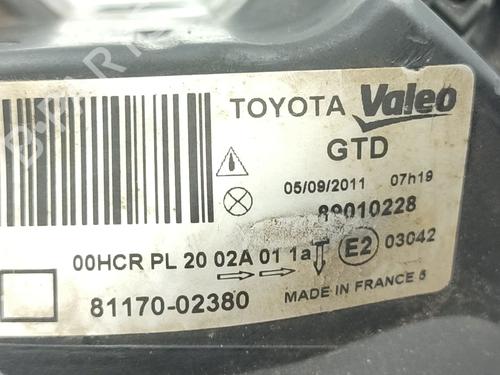 TOYOTA Valeo
GTD
05/09/2011 07h19
89010228
00HCR PL 20 02A 01 1a E2 03042
81170-02380 MADE IN FRANCE 5